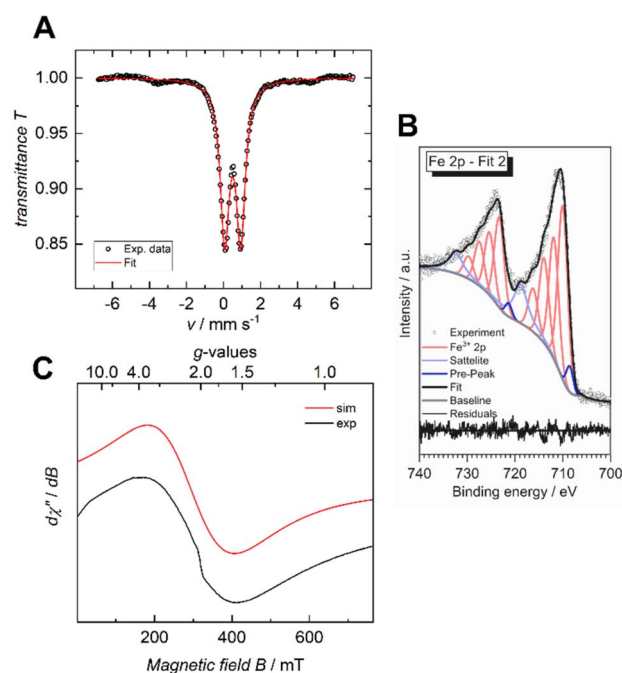 A
transmittance T
1.00
0.95
0.90
0.85
Exp. data
Fit
-6 -4 -2 0 2 4 6
v / mm s⁻¹
B
Fe 2p - Fit 2
Intensity / a.u.
Experiment
Fe³⁺ 2p
Sattelite
Pre-Peak
Fit
Baseline
Residuals
740 730 720 710 700
Binding energy / eV
C
g-values
10.0 4.0 2.0 1.5 1.0
sim
exp
dχ'' / dB
200 400 600
Magnetic field B / mT